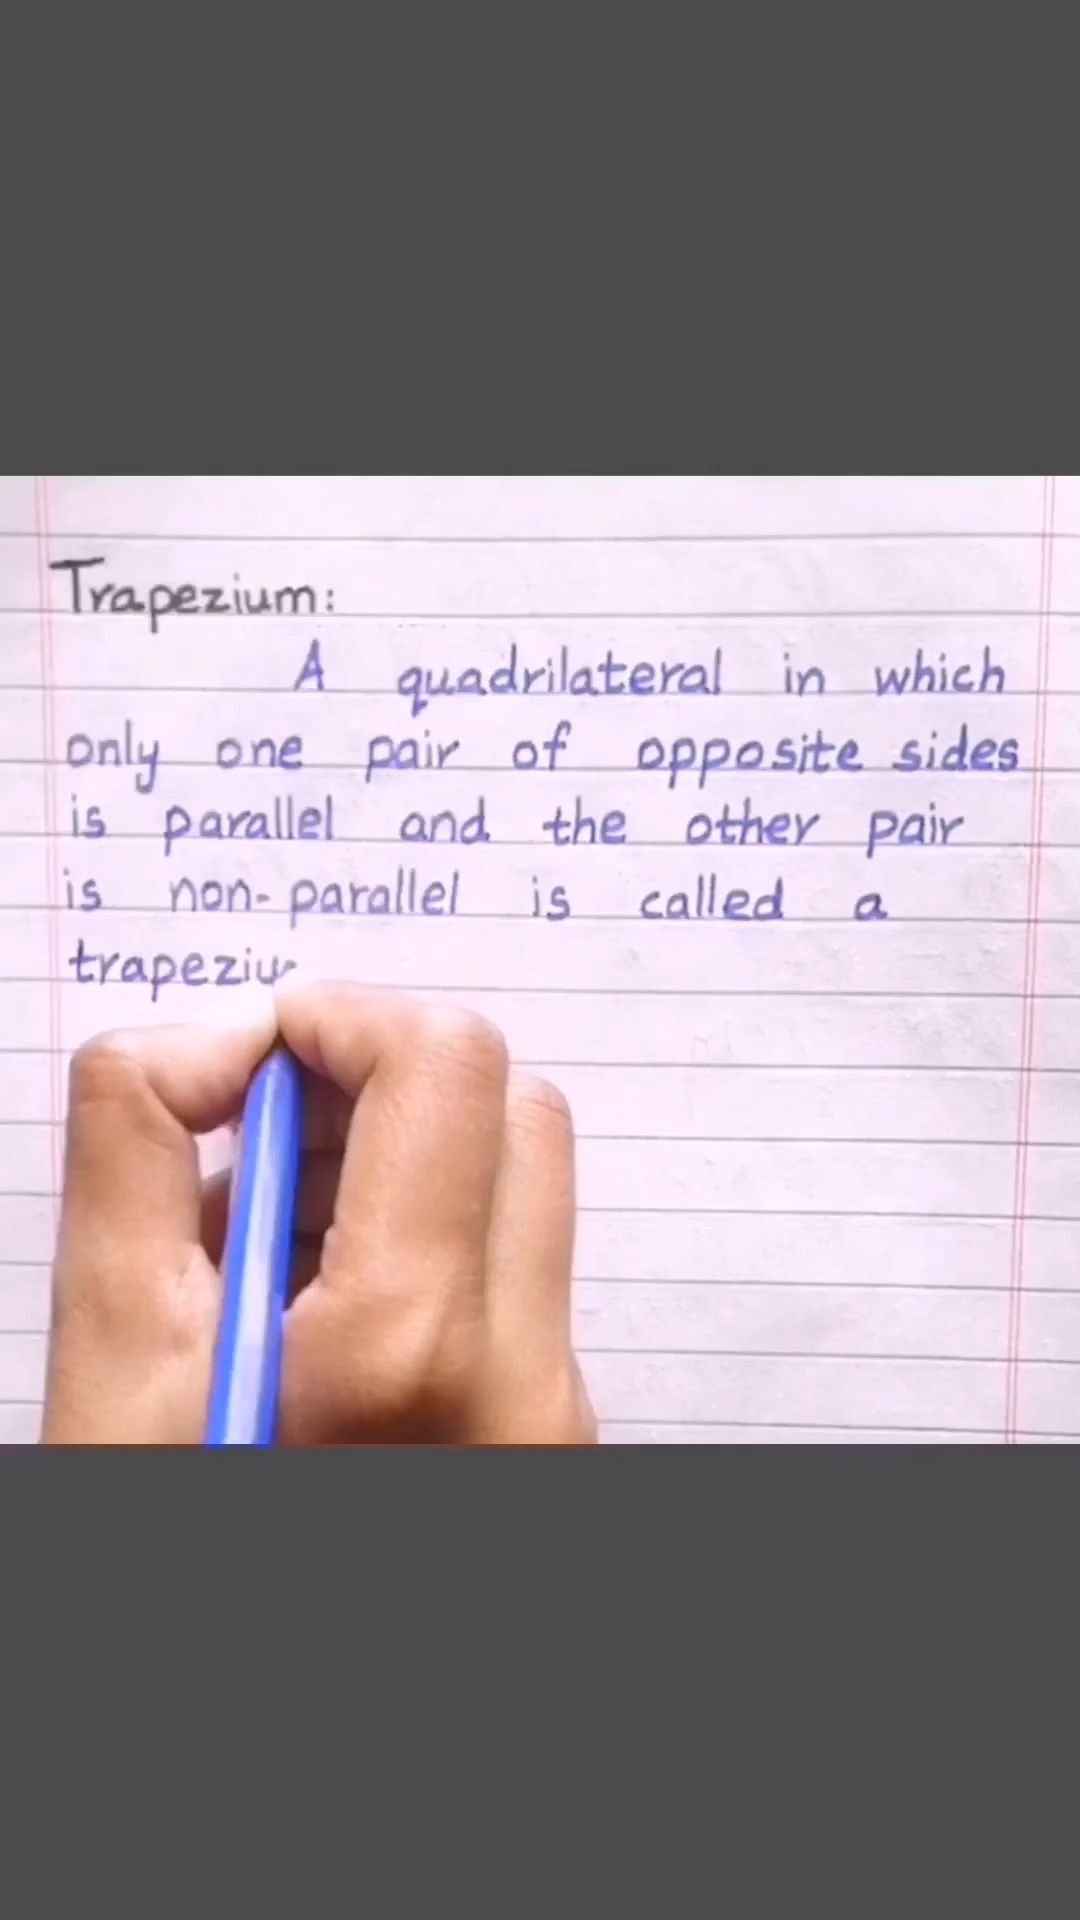 Trapezium:
A quadrilateral in which
only one pair of opposite sides
is parallel and the other pair
is non-parallel is called a
trapeziu